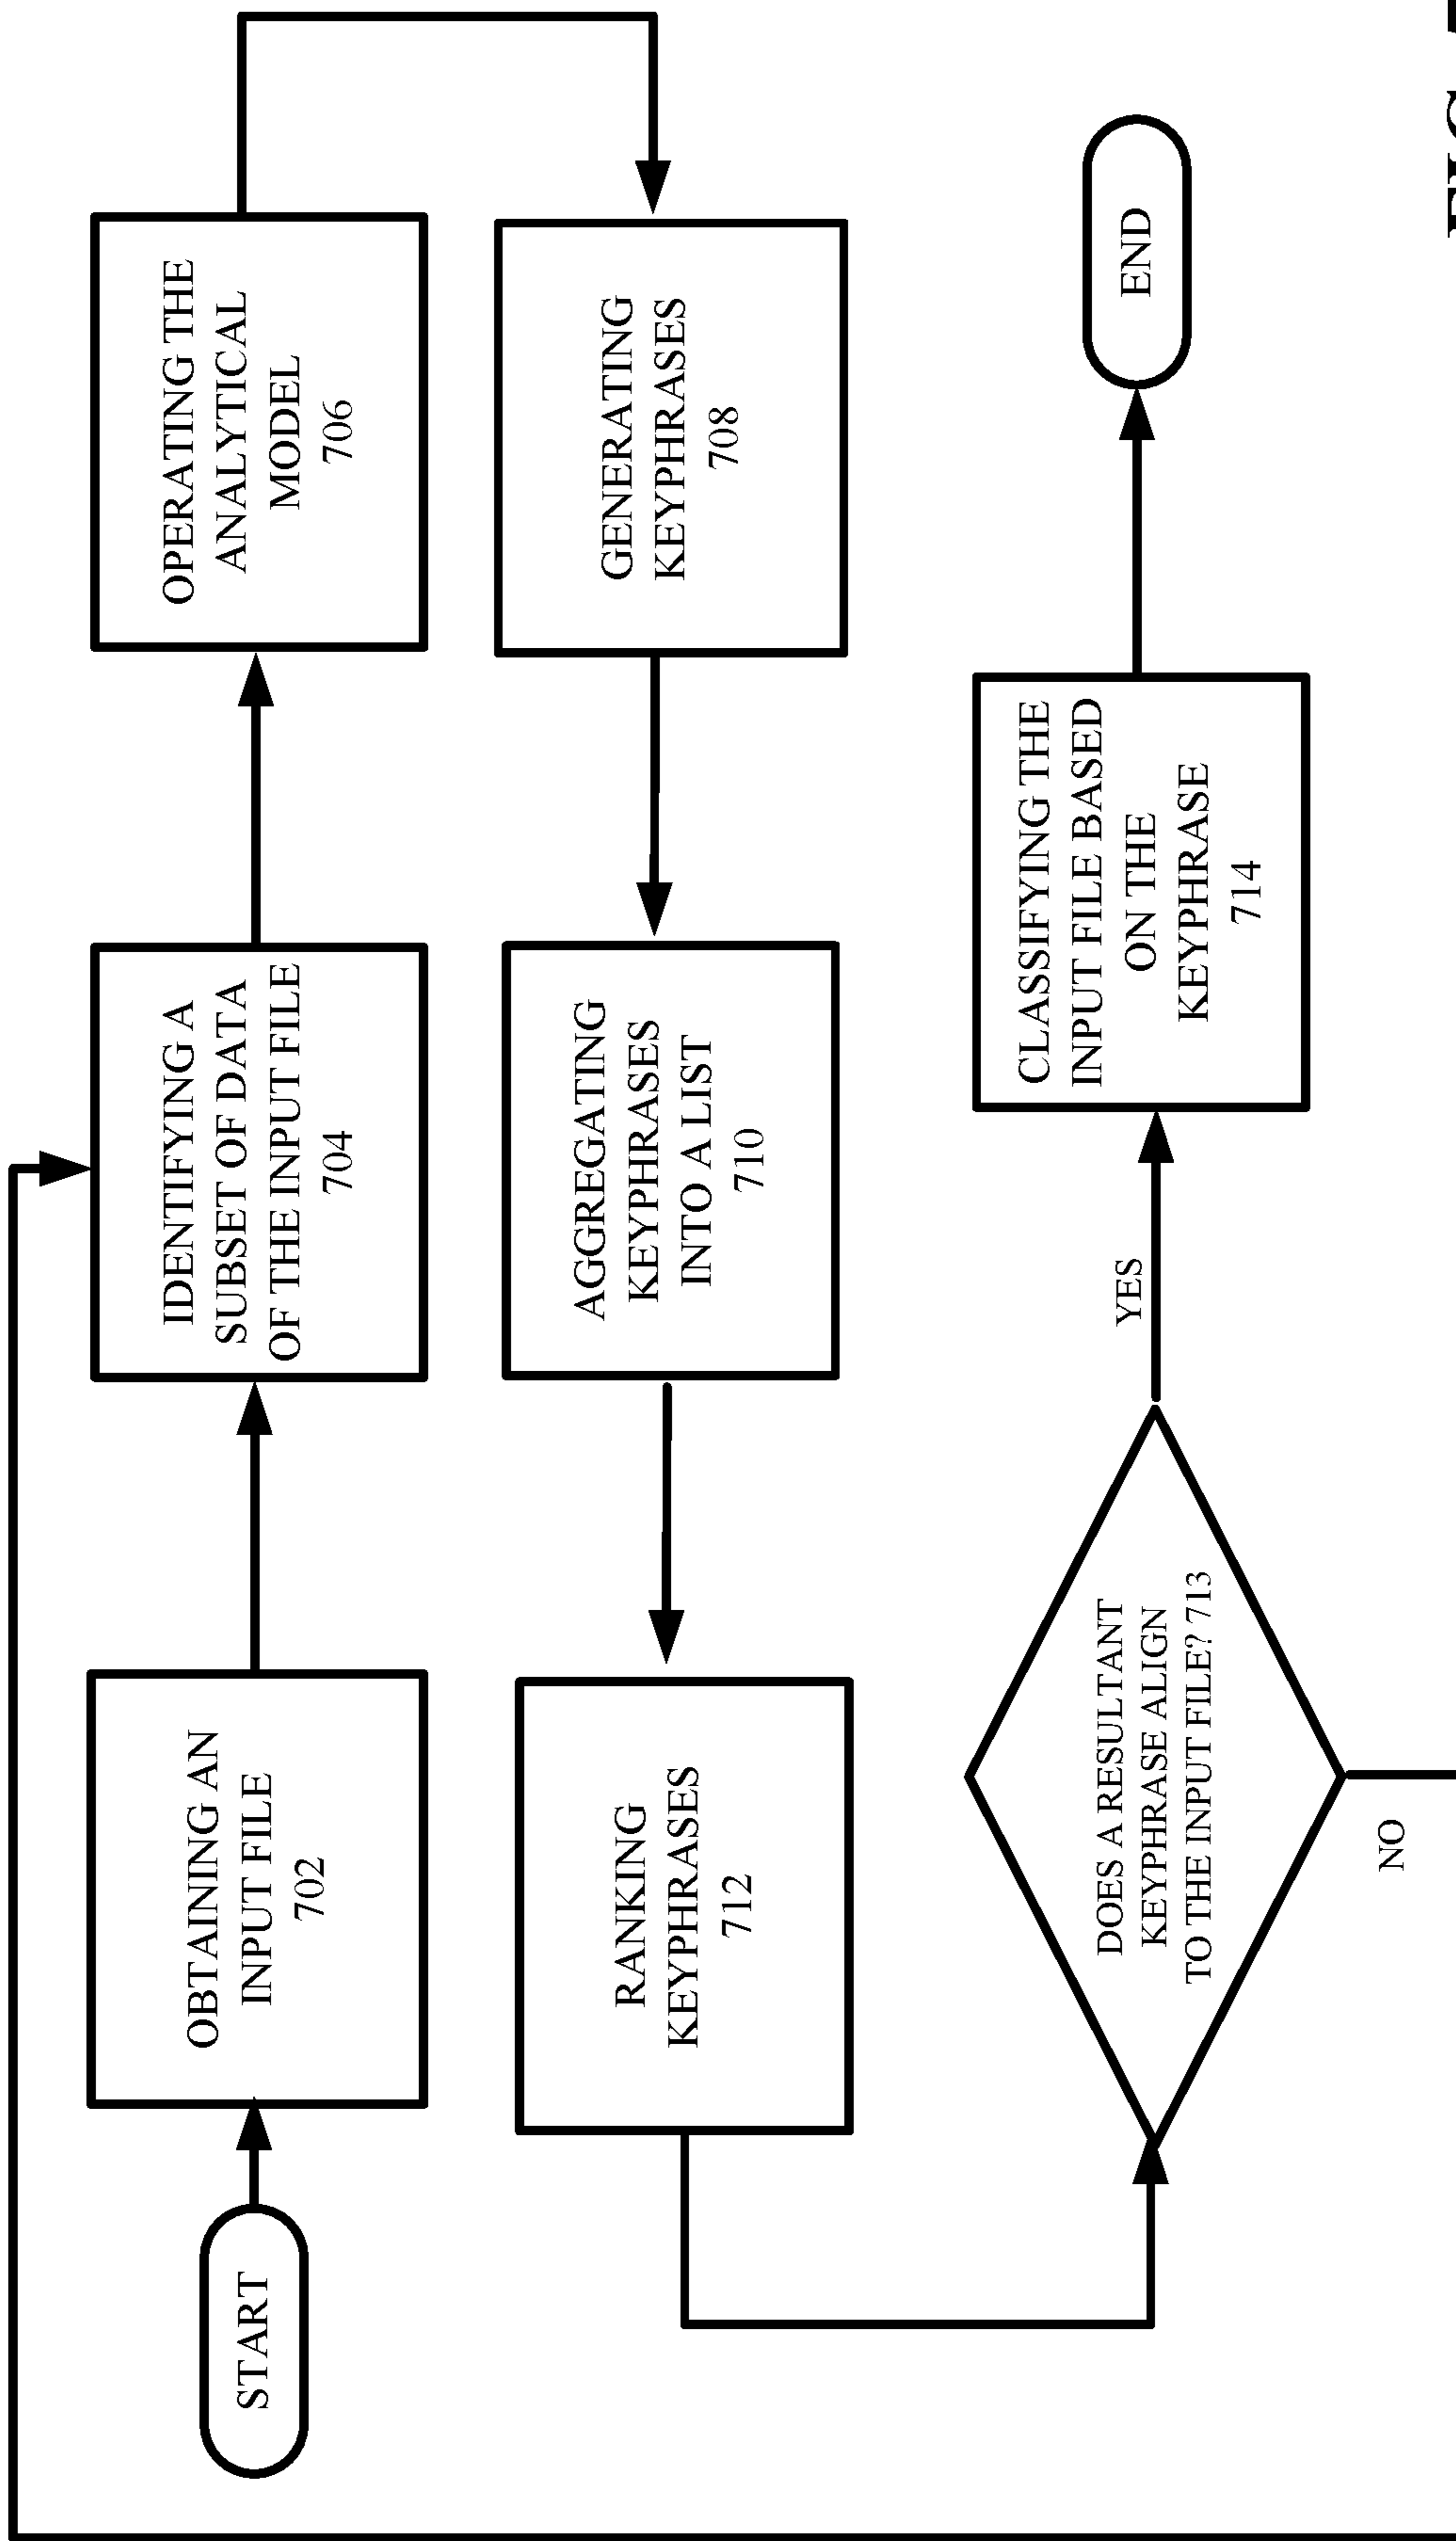 START
OBTAINING AN
INPUT FILE
702
IDENTIFYING A
SUBSET OF DATA
OF THE INPUT FILE
704
OPERATING THE
ANALYTICAL
MODEL
706
GENERATING
KEYPHRASES
708
AGGREGATING
KEYPHRASES
INTO A LIST
710
RANKING
KEYPHRASES
712
DOES A RESULTANT
KEYPHRASE ALIGN
TO THE INPUT FILE? 713
YES
NO
CLASSIFYING THE
INPUT FILE BASED
ON THE
KEYPHRASE
714
END